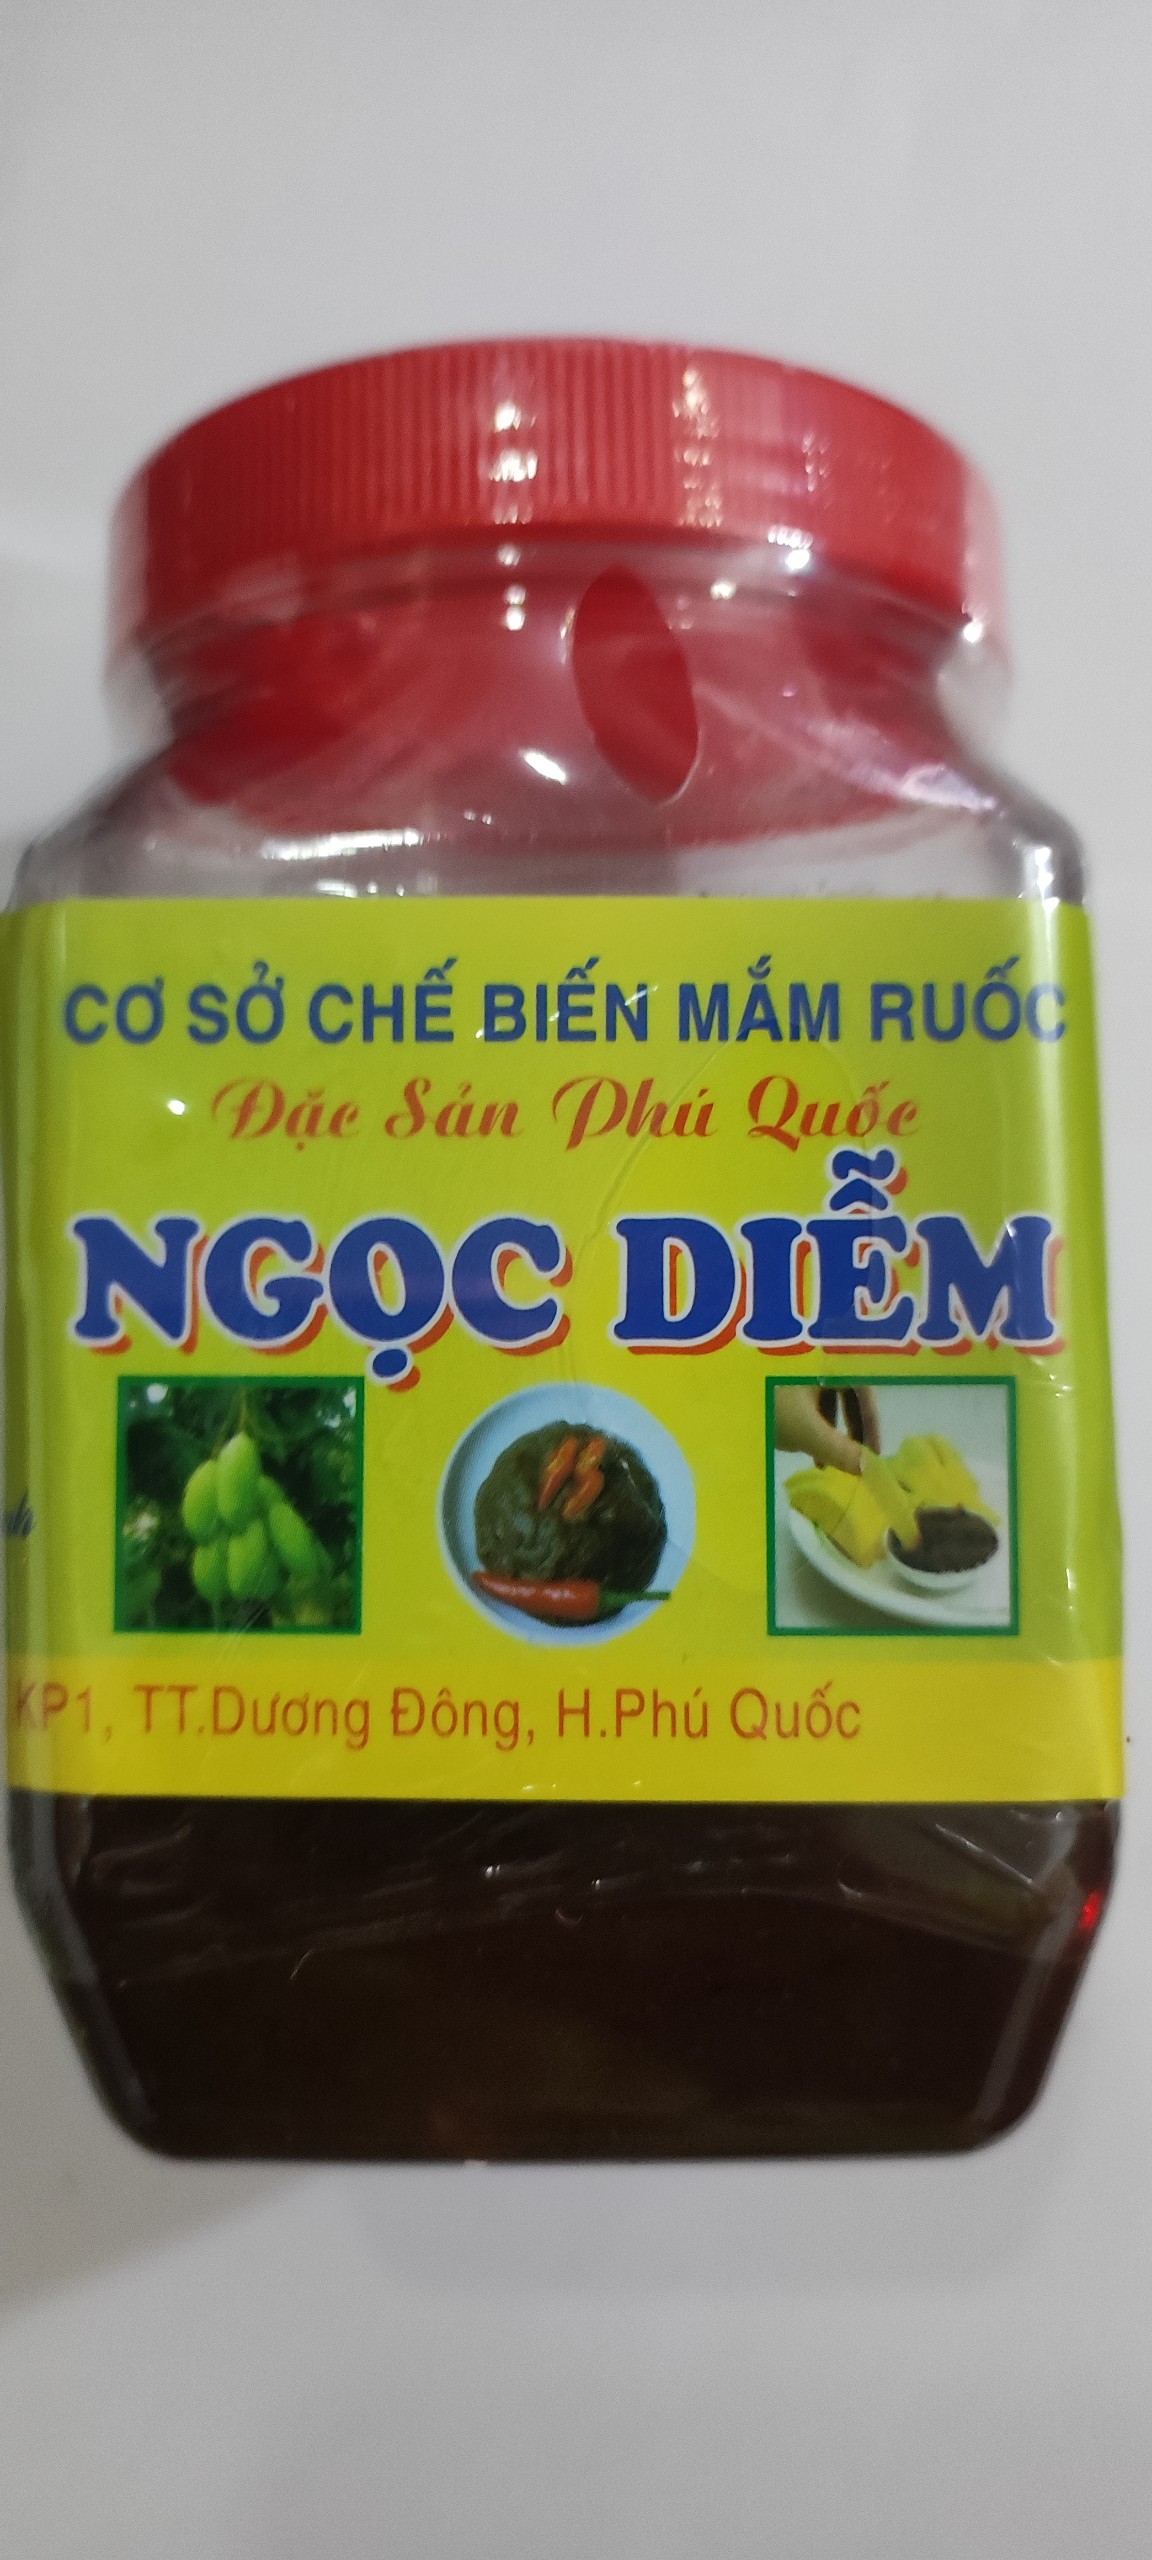 CƠ SỞ CHẾ BIẾN MẮM RUỐC
Đặc Sản Phú Quốc
NGỌC DIỄM
KP1, TT.Dương Đông, H.Phú Quốc